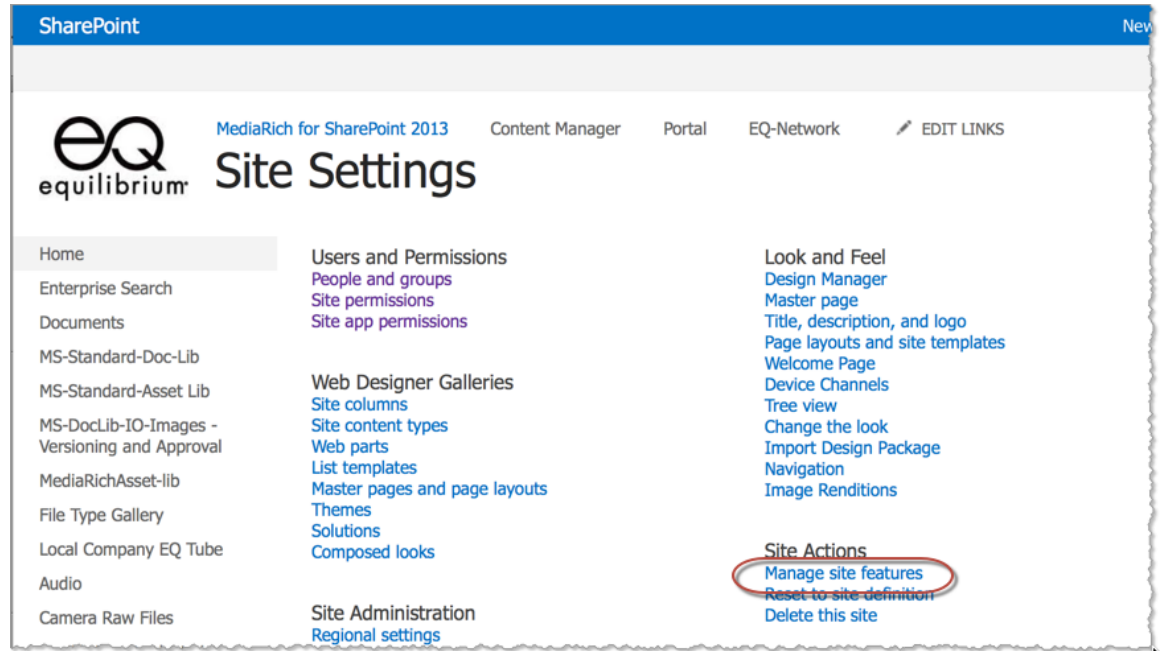 SharePoint
New
eQ
equilibrium
MediaRich for SharePoint 2013 Content Manager Portal EQ-Network EDIT LINKS
Site Settings
Home
Enterprise Search
Documents
MS-Standard-Doc-Lib
MS-Standard-Asset Lib
MS-DocLib-IO-Images -
Versioning and Approval
MediaRichAsset-lib
File Type Gallery
Local Company EQ Tube
Audio
Camera Raw Files
Users and Permissions
People and groups
Site permissions
Site app permissions
Web Designer Galleries
Site columns
Site content types
Web parts
List templates
Master pages and page layouts
Themes
Solutions
Composed looks
Site Administration
Regional settings
Look and Feel
Design Manager
Master page
Title, description, and logo
Page layouts and site templates
Welcome Page
Device Channels
Tree view
Change the look
Import Design Package
Navigation
Image Renditions
Site Actions
Manage site features
Reset to site definition
Delete this site